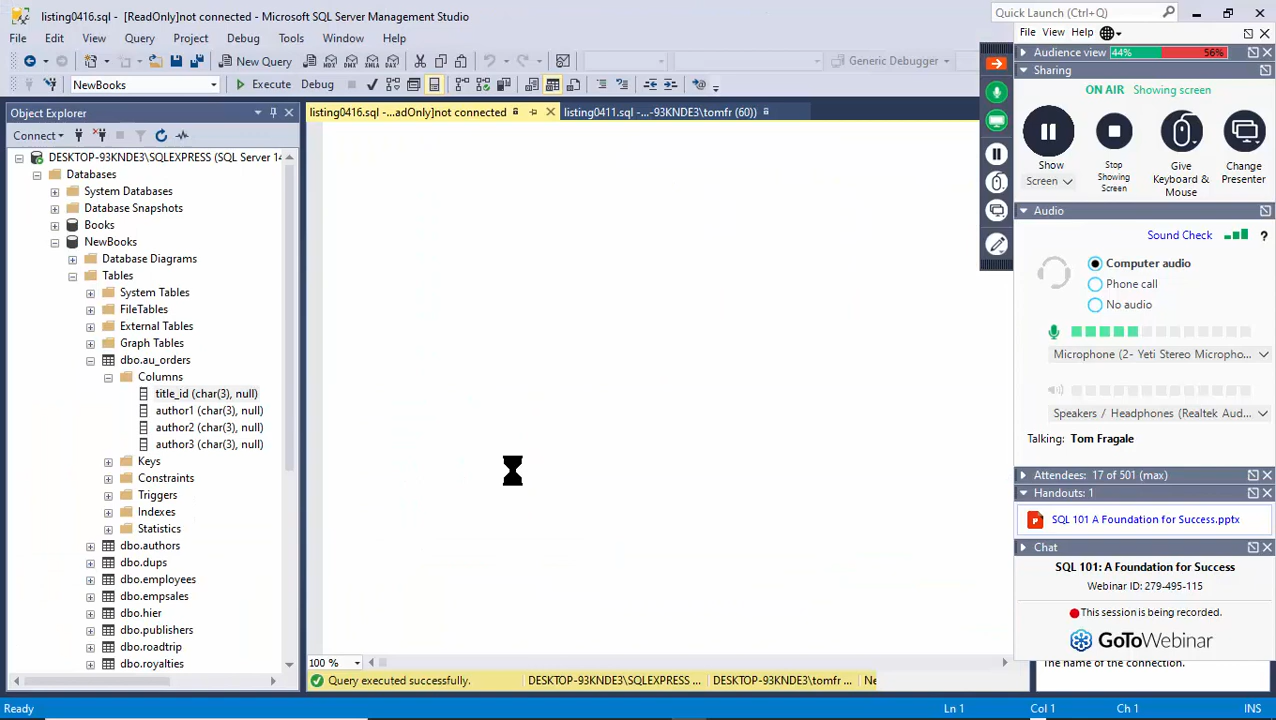 listing0416.sql - [ReadOnly]not connected - Microsoft SQL Server Management Studio
Quick Launch (Ctrl+Q)
File Edit View Query Project Debug Tools Window Help
New Query MDX DMX XMLA DAX
Generic Debugger
NewBooks Execute Debug
Object Explorer
Connect
DESKTOP-93KNDE3\SQLEXPRESS (SQL Server 14
Databases
System Databases
Database Snapshots
Books
NewBooks
Database Diagrams
Tables
System Tables
FileTables
External Tables
Graph Tables
dbo.au_orders
Columns
title_id (char(3), null)
author1 (char(3), null)
author2 (char(3), null)
author3 (char(3), null)
Keys
Constraints
Triggers
Indexes
Statistics
dbo.authors
dbo.dups
dbo.employees
dbo.empsales
dbo.hier
dbo.publishers
dbo.roadtrip
dbo.royalties
listing0416.sql -...adOnly]not connected
listing0411.sql -...-93KNDE3\tomfr (60))
100 %
Query executed successfully. DESKTOP-93KNDE3\SQLEXPRESS ... DESKTOP-93KNDE3\tomfr ... Ne
File View Help
Audience view 44% 56%
Sharing
ON AIR Showing screen
Show
Screen
Stop
Showing
Screen
Give
Keyboard &
Mouse
Change
Presenter
Audio
Sound Check ?
Computer audio
Phone call
No audio
Microphone (2- Yeti Stereo Micropho...
Speakers / Headphones (Realtek Aud...
Talking: Tom Fragale
Attendees: 17 of 501 (max)
Handouts: 1
SQL 101 A Foundation for Success.pptx
Chat
SQL 101: A Foundation for Success
Webinar ID: 279-495-115
This session is being recorded.
GoToWebinar
The name of the connection.
Ready Ln 1 Col 1 Ch 1 INS